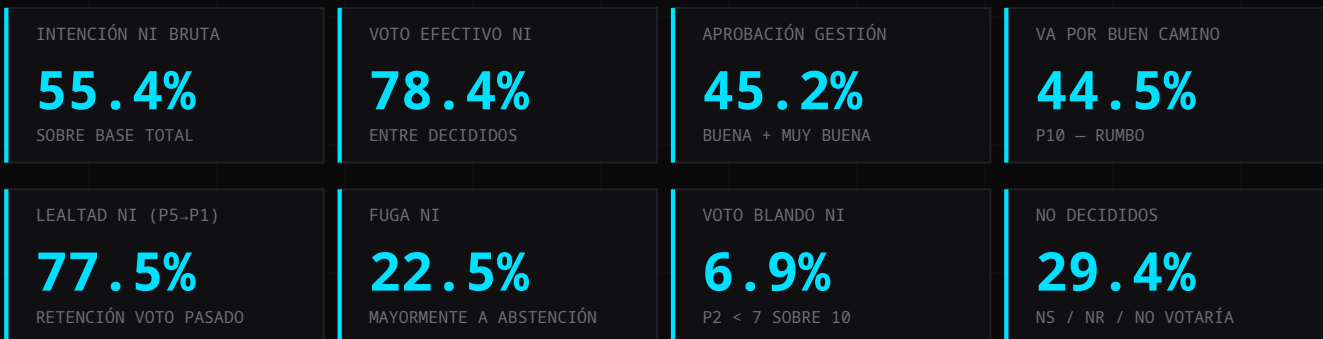 INTENCIÓN NI BRUTA
55.4%
SOBRE BASE TOTAL
VOTO EFECTIVO NI
78.4%
ENTRE DECIDIDOS
APROBACIÓN GESTIÓN
45.2%
BUENA + MUY BUENA
VA POR BUEN CAMINO
44.5%
P10 — RUMBO
LEALTAD NI (P5→P1)
77.5%
RETENCIÓN VOTO PASADO
FUGA NI
22.5%
MAYORMENTE A ABSTENCIÓN
VOTO BLANDO NI
6.9%
P2 < 7 SOBRE 10
NO DECIDIDOS
29.4%
NS / NR / NO VOTARÍA